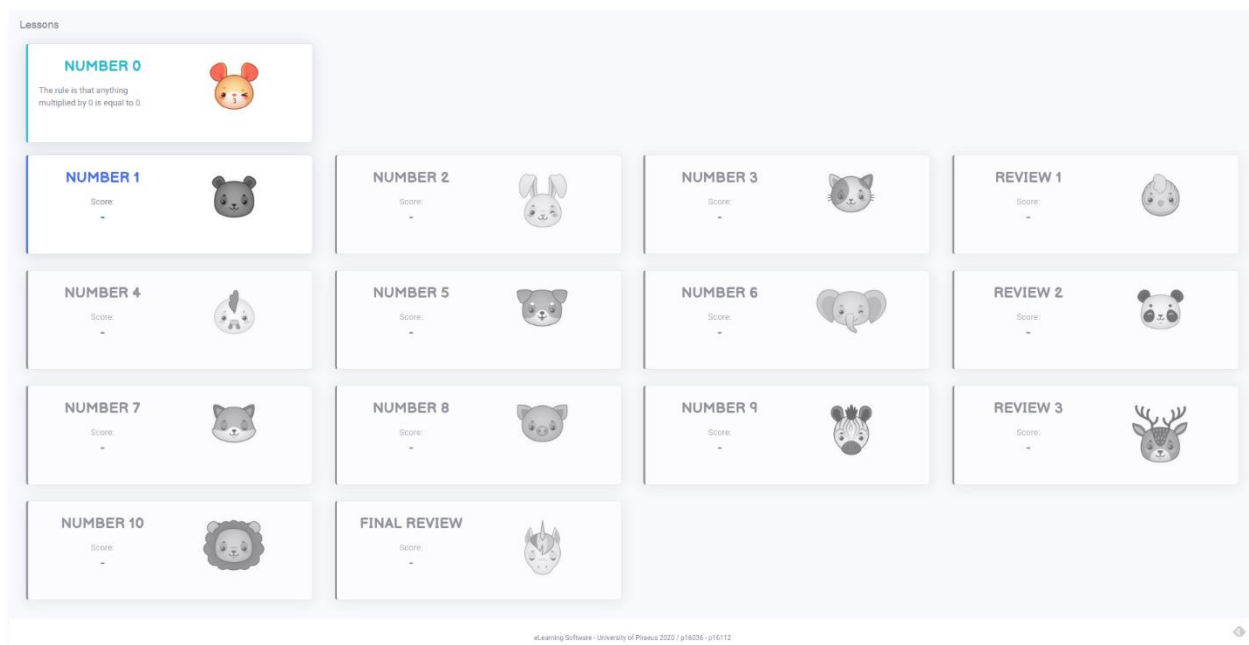 Lessons
NUMBER 0
The rule is that anything
multiplied by 0 is equal to 0.
NUMBER 1
Score:
-
NUMBER 2
Score:
-
NUMBER 3
Score:
-
REVIEW 1
Score:
-
NUMBER 4
Score:
-
NUMBER 5
Score:
-
NUMBER 6
Score:
-
REVIEW 2
Score:
-
NUMBER 7
Score:
-
NUMBER 8
Score:
-
NUMBER 9
Score:
-
REVIEW 3
Score:
-
NUMBER 10
Score:
-
FINAL REVIEW
Score:
-
eLearning Software - University of Piraeus 2020 / p16036 - p16112